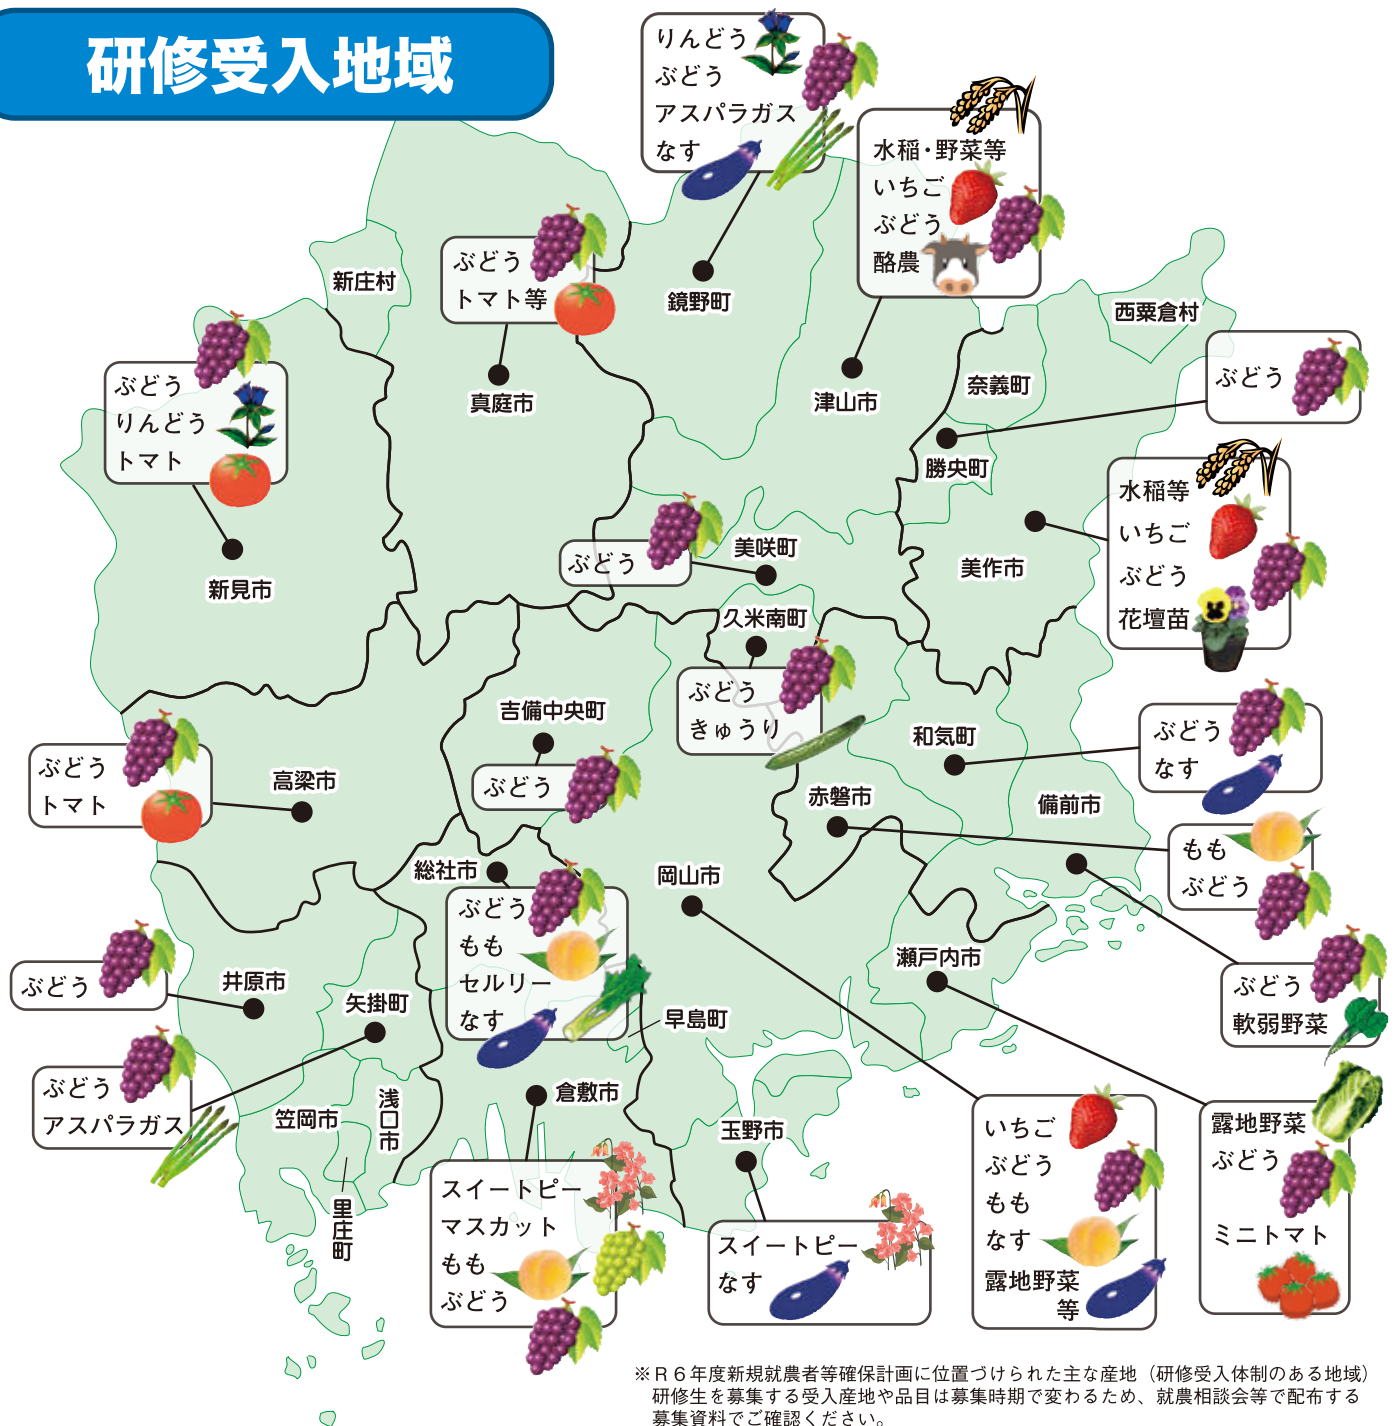 研修受入地域
りんどう
ぶどう
アスパラガス
なす
鏡野町
水稲・野菜等
いちご
ぶどう
酪農
津山市
ぶどう
トマト等
真庭市
新庄村
西粟倉村
奈義町
ぶどう
勝央町
ぶどう
りんどう
トマト
新見市
水稲等
いちご
ぶどう
花壇苗
美作市
ぶどう
美咲町
久米南町
ぶどう
きゅうり
吉備中央町
ぶどう
和気町
ぶどう
なす
ぶどう
トマト
高梁市
赤磐市
もも
ぶどう
備前市
ぶどう
軟弱野菜
総社市
ぶどう
もも
セルリー
なす
岡山市
いちご
ぶどう
もも
なす
露地野菜
等
瀬戸内市
露地野菜
ぶどう
ミニトマト
ぶどう
井原市
矢掛町
ぶどう
アスパラガス
早島町
倉敷市
スイートピー
マスカット
もも
ぶどう
笠岡市
浅口市
里庄町
玉野市
スイートピー
なす
※Ｒ６年度新規就農者等確保計画に位置づけられた主な産地（研修受入体制のある地域）
研修生を募集する受入産地や品目は募集時期で変わるため、就農相談会等で配布する
募集資料でご確認ください。